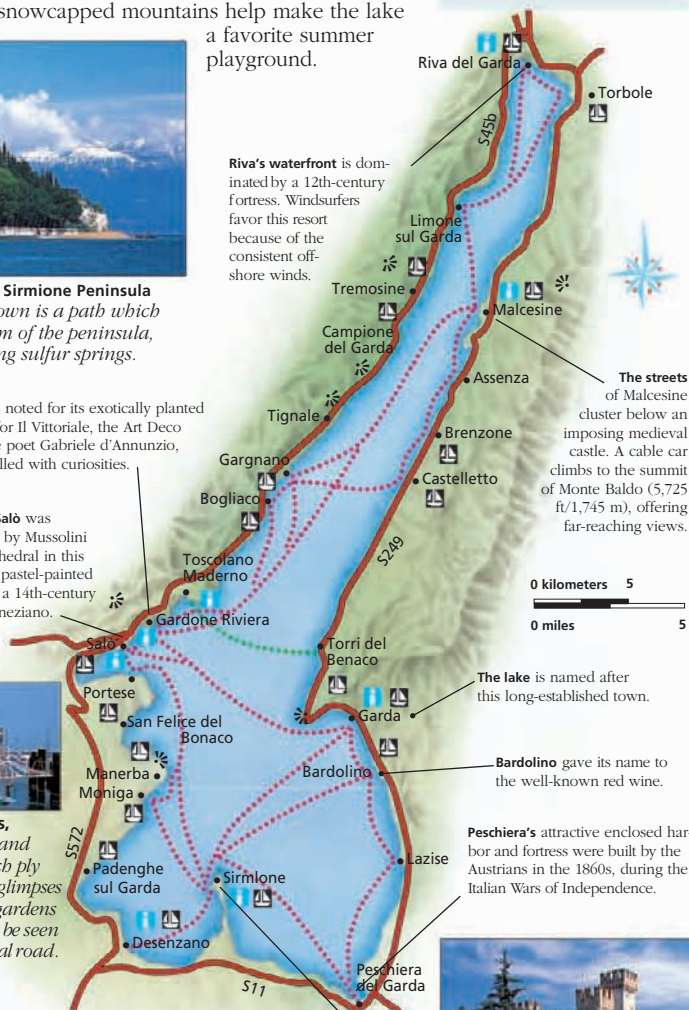 snowcapped mountains help make the lake
a favorite summer
playground.
Riva del Garda
Torbole
S45b
Riva's waterfront is dom-
inated by a 12th-century
fortress. Windsurfers
favor this resort
because of the
consistent off-
shore winds.
Limone
sul Garda
Sirmione Peninsula
own is a path which
m of the peninsula,
ng sulfur springs.
Tremosine
Malcesine
Campione
del Garda
Assenza
The streets
of Malcesine
cluster below an
imposing medieval
castle. A cable car
climbs to the summit
of Monte Baldo (5,725
ft/1,745 m), offering
far-reaching views.
noted for its exotically planted
or Il Vittoriale, the Art Deco
poet Gabriele d'Annunzio,
lled with curiosities.
Tignale
Brenzone
Gargnano
Castelletto
Bogliaco
Salò was
by Mussolini
hedral in this
pastel-painted
a 14th-century
neziano.
S249
Toscolano
Maderno
0 kilometers 5
0 miles 5
Gardone Riviera
Salò
Torri del
Benaco
The lake is named after
this long-established town.
Portese
San Felice del
Bonaco
Garda
Manerba
Bardolino
Bardolino gave its name to
the well-known red wine.
Moniga
s,
and
h ply
glimpses
gardens
be seen
al road.
S572
Peschiera's attractive enclosed har-
bor and fortress were built by the
Austrians in the 1860s, during the
Italian Wars of Independence.
Lazise
Padenghe
sul Garda
SirmIone
Desenzano
Peschiera
del Garda
S11